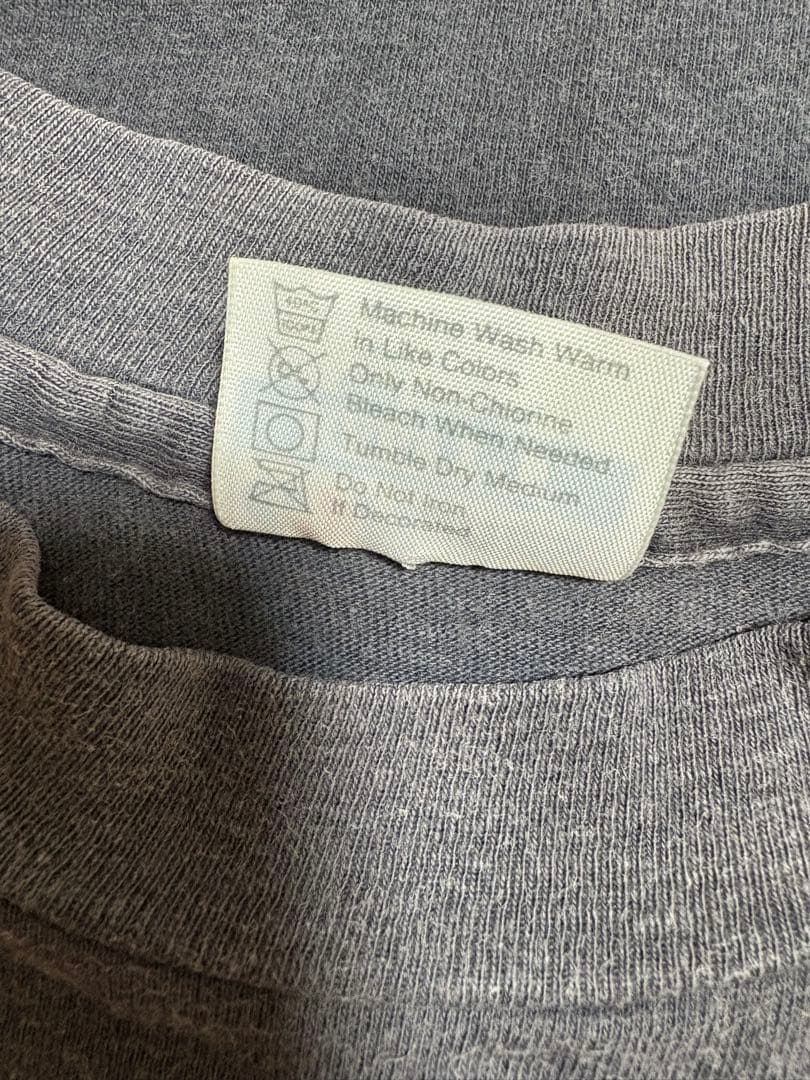 Machine Wash Warm
in Like Colors
Only Non-Chlorine
Bleach When Needed
Tumble Dry Medium
Do Not Iron
If Decorated